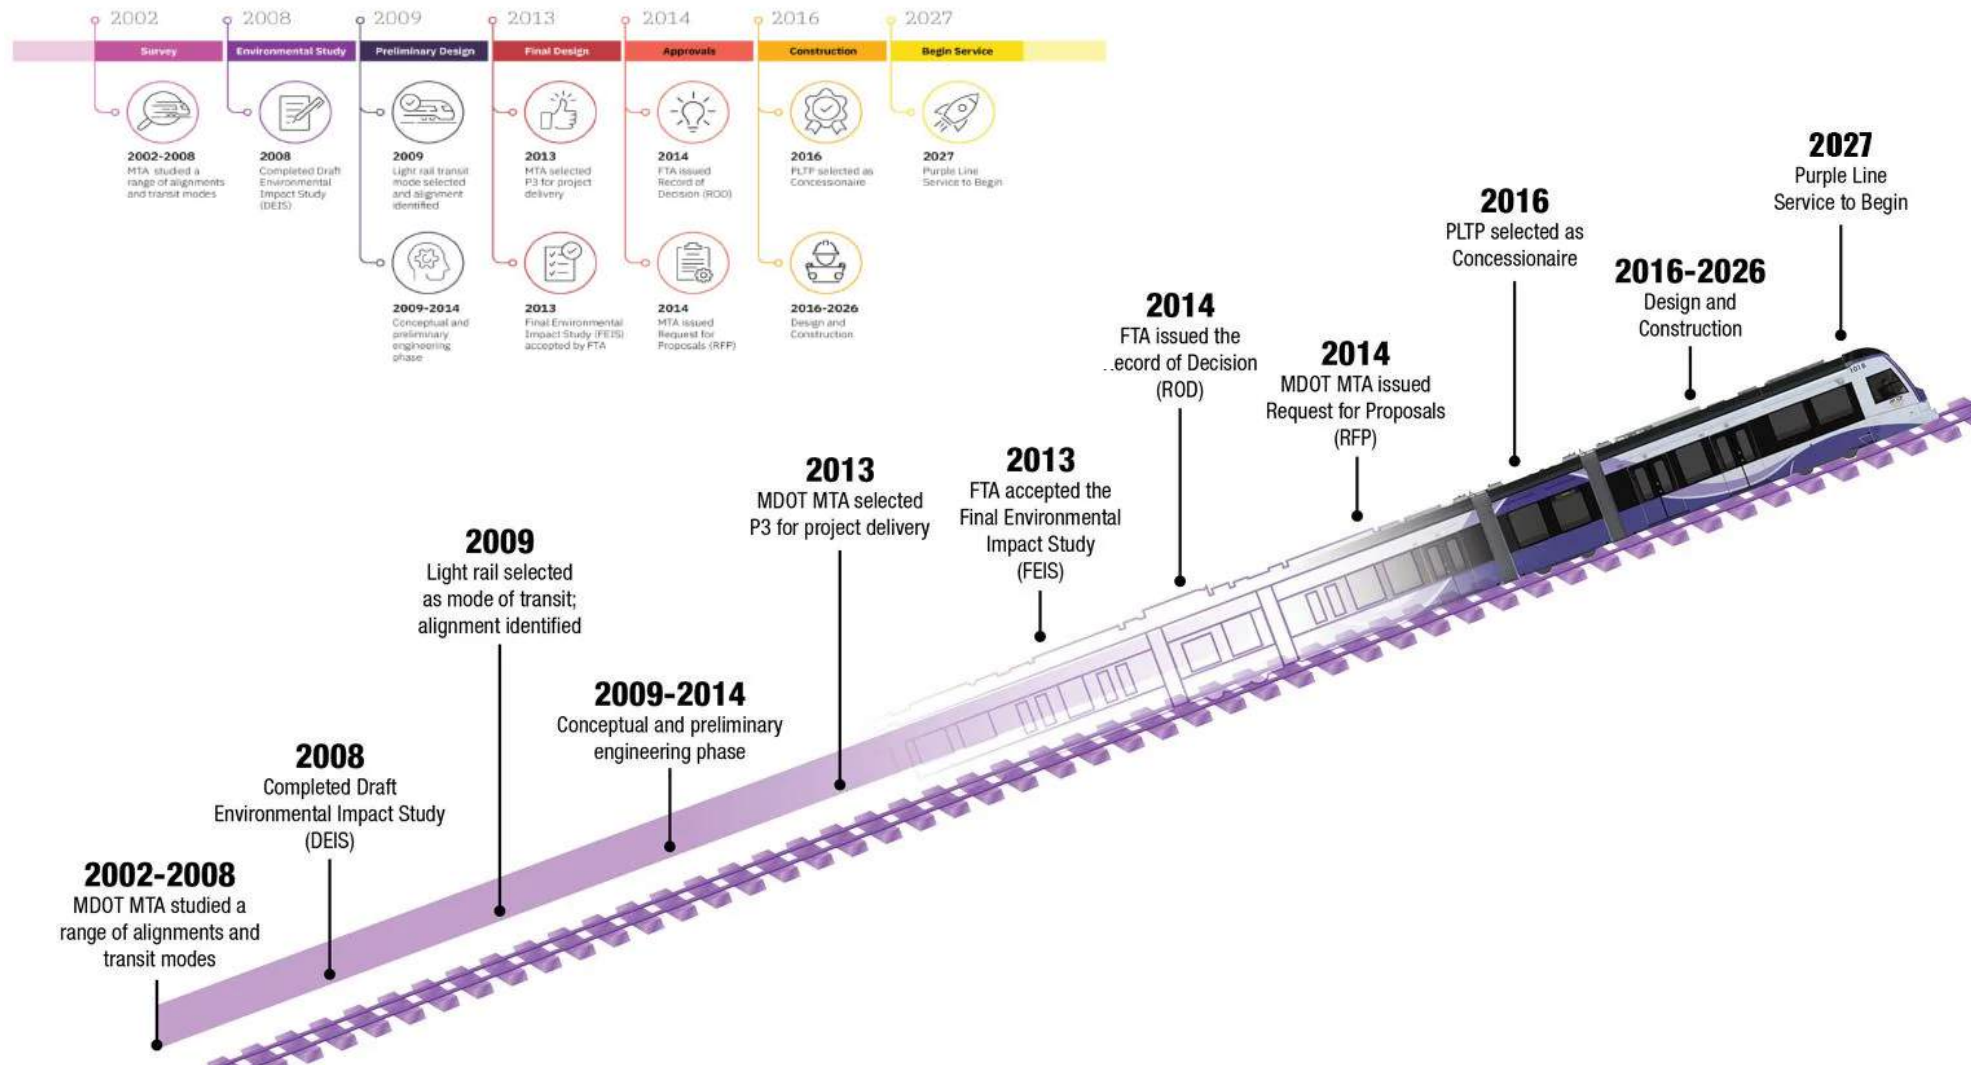 2002
2008
2009
2013
2014
2016
2027
Survey
Environmental Study
Preliminary Design
Final Design
Approvals
Construction
Begin Service
2002-2008
MTA studied a
range of alignments
and transit modes
2008
Completed Draft
Environmental
Impact Study
(DEIS)
2009
Light rail transit
mode selected
and alignment
identified
2013
MTA selected
P3 for project
delivery
2014
FTA issued
Record of
Decision (ROD)
2016
PLTP selected as
Concessionaire
2027
Purple Line
Service to Begin
2009-2014
Conceptual and
preliminary
engineering
phase
2013
Final Environmental
Impact Study (FEIS)
accepted by FTA
2014
MTA issued
Request for
Proposals (RFP)
2016-2026
Design and
Construction
2002-2008
MDOT MTA studied a
range of alignments and
transit modes
2008
Completed Draft
Environmental Impact Study
(DEIS)
2009
Light rail selected
as mode of transit;
alignment identified
2009-2014
Conceptual and preliminary
engineering phase
2013
MDOT MTA selected
P3 for project delivery
2013
FTA accepted the
Final Environmental
Impact Study
(FEIS)
2014
FTA issued the
ecord of Decision
(ROD)
2014
MDOT MTA issued
Request for Proposals
(RFP)
2016
PLTP selected as
Concessionaire
2016-2026
Design and
Construction
2027
Purple Line
Service to Begin
1018